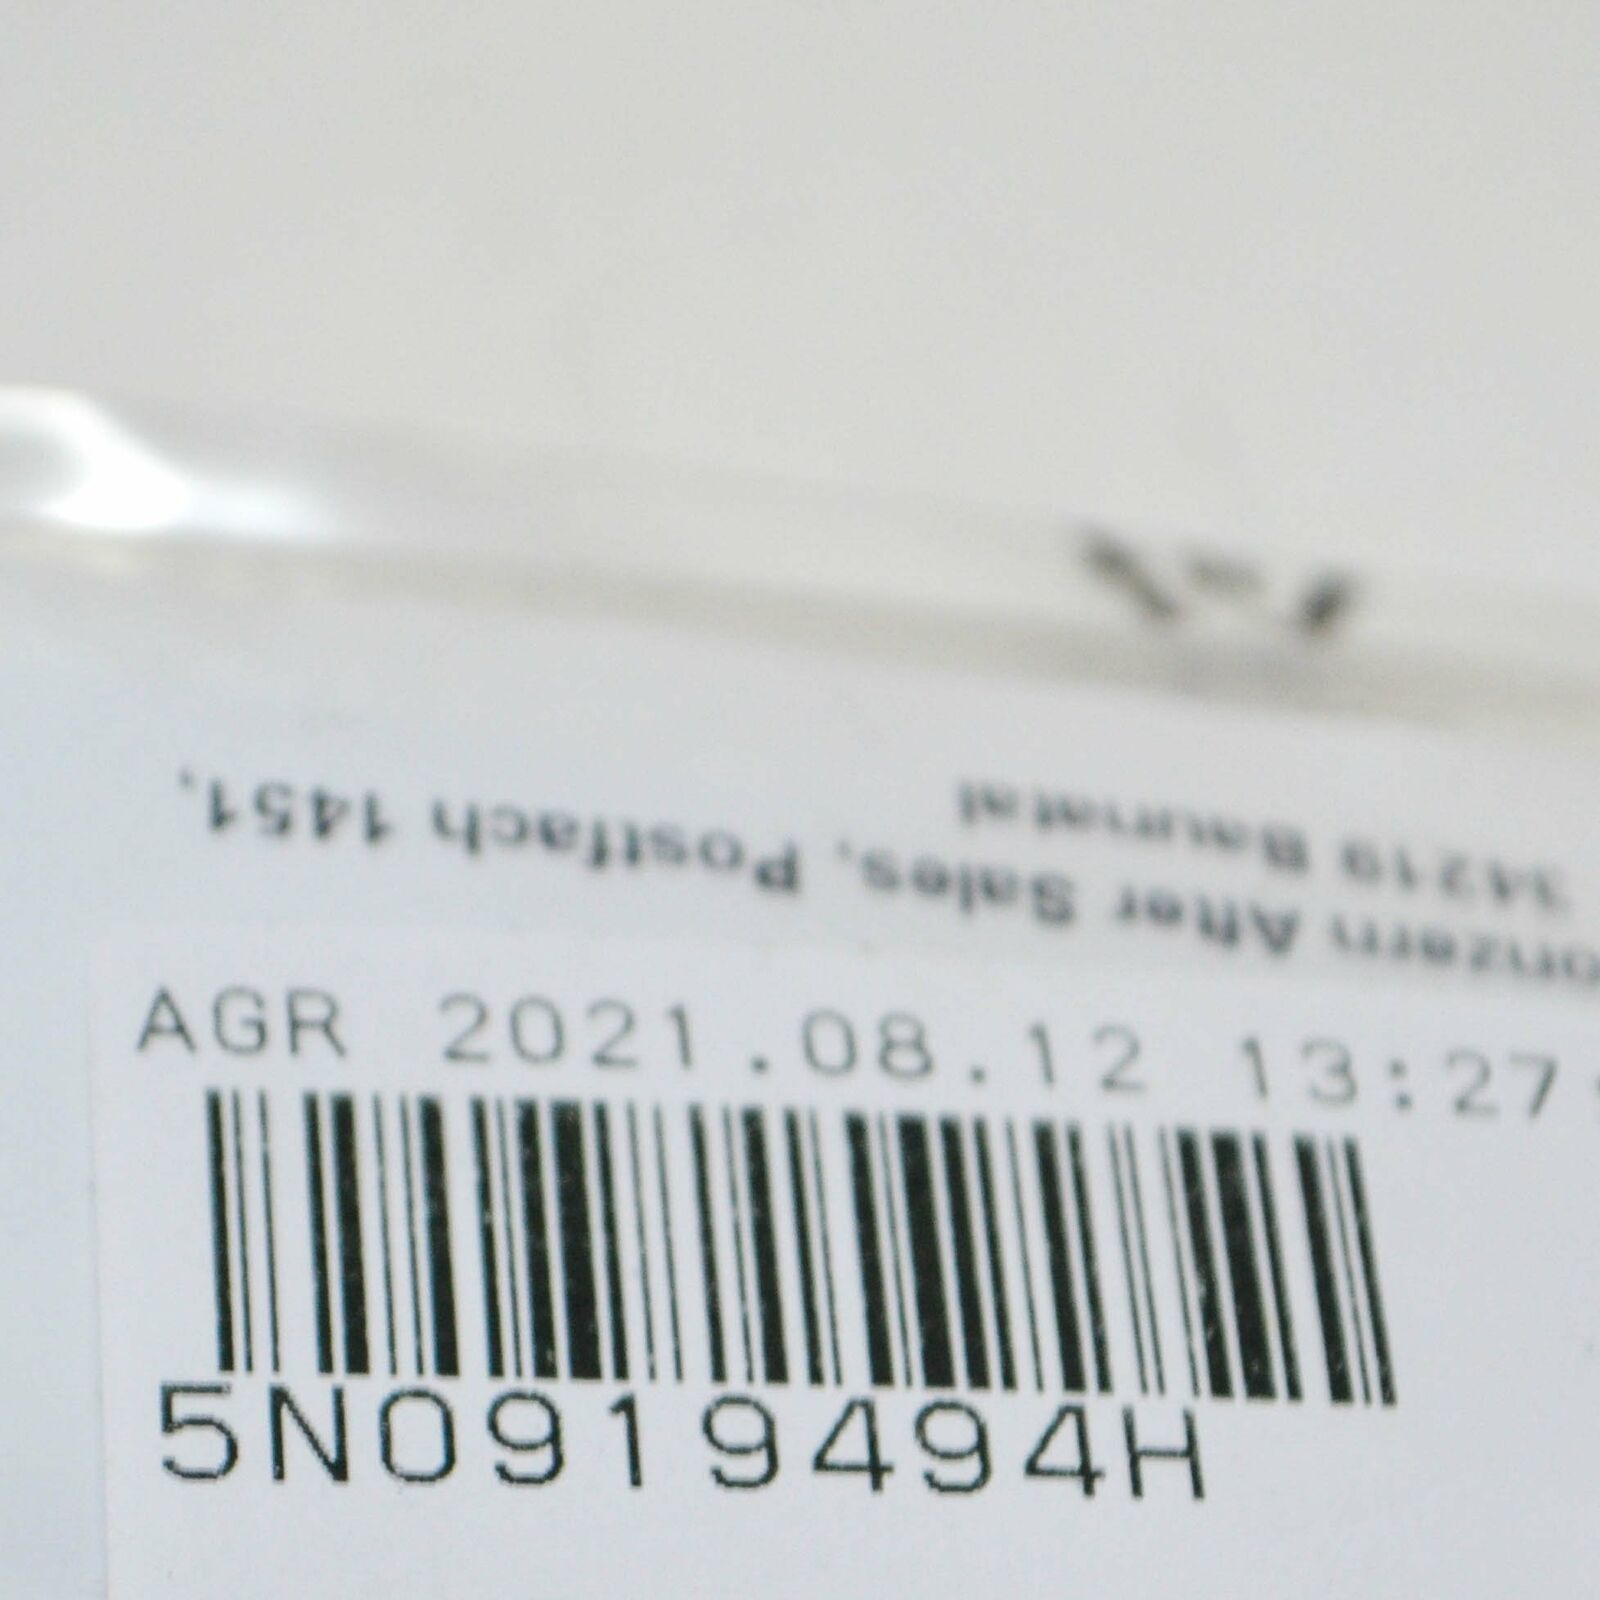 onzern After Sales, Postfach 1451,
34219 Baunatal
AGR 2021.08.12 13:27
5N0919494H